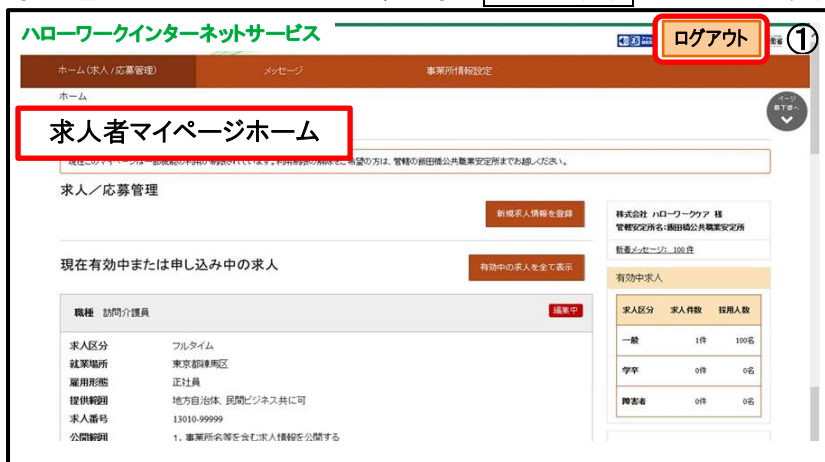 ハローワークインターネットサービス
ログアウト ①
ホーム(求人/応募管理) メッセージ 事業所情報設定
ホーム
ページ最下部へ
求人者マイページホーム
求人/応募管理
新規求人情報を登録
株式会社 ハローワークケア 様
管轄安定所名:飯田橋公共職業安定所
新着メッセージ: 100件
現在有効中または申し込み中の求人
有効中の求人を全て表示
有効中求人
職種 訪問介護員 編集中
求人区分 求人件数 採用人数
一般 1件 100名
学卒 0件 0名
障害者 0件 0名
求人区分 フルタイム
就業場所 東京都練馬区
雇用形態 正社員
提供範囲 地方自治体、民間ビジネス共に可
求人番号 13010-99999
公開範囲 1.事業所名等を含む求人情報を公開する